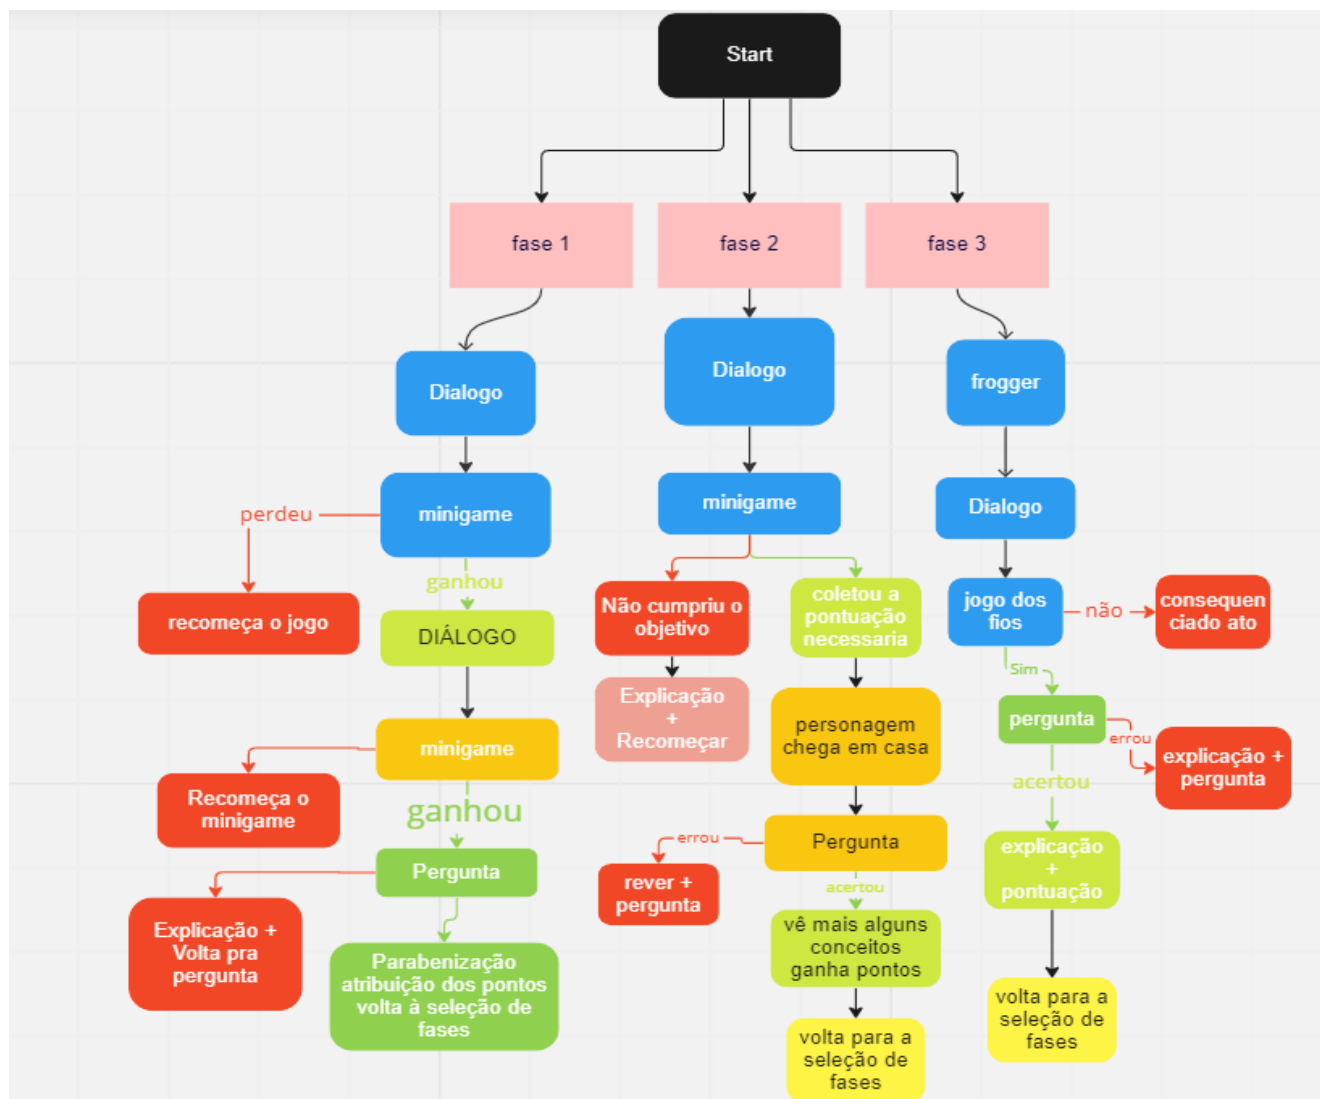 Start
fase 1
fase 2
fase 3
Dialogo
Dialogo
frogger
minigame
minigame
Dialogo
perdeu
ganhou
recomeça o jogo
DIÁLOGO
Não cumpriu o
objetivo
coletou a
pontuação
necessaria
jogo dos
fios
não
consequen
ciado ato
Explicação
+
Recomeçar
Sim
pergunta
errou
explicação +
pergunta
minigame
personagem
chega em casa
acertou
Recomeça o
minigame
ganhou
Pergunta
errou
rever +
pergunta
explicação
+
pontuação
Pergunta
acertou
Explicação +
Volta pra
pergunta
vê mais alguns
conceitos
ganha pontos
Parabenização
atribuição dos pontos
volta à seleção de
fases
volta para a
seleção de
fases
volta para a
seleção de
fases